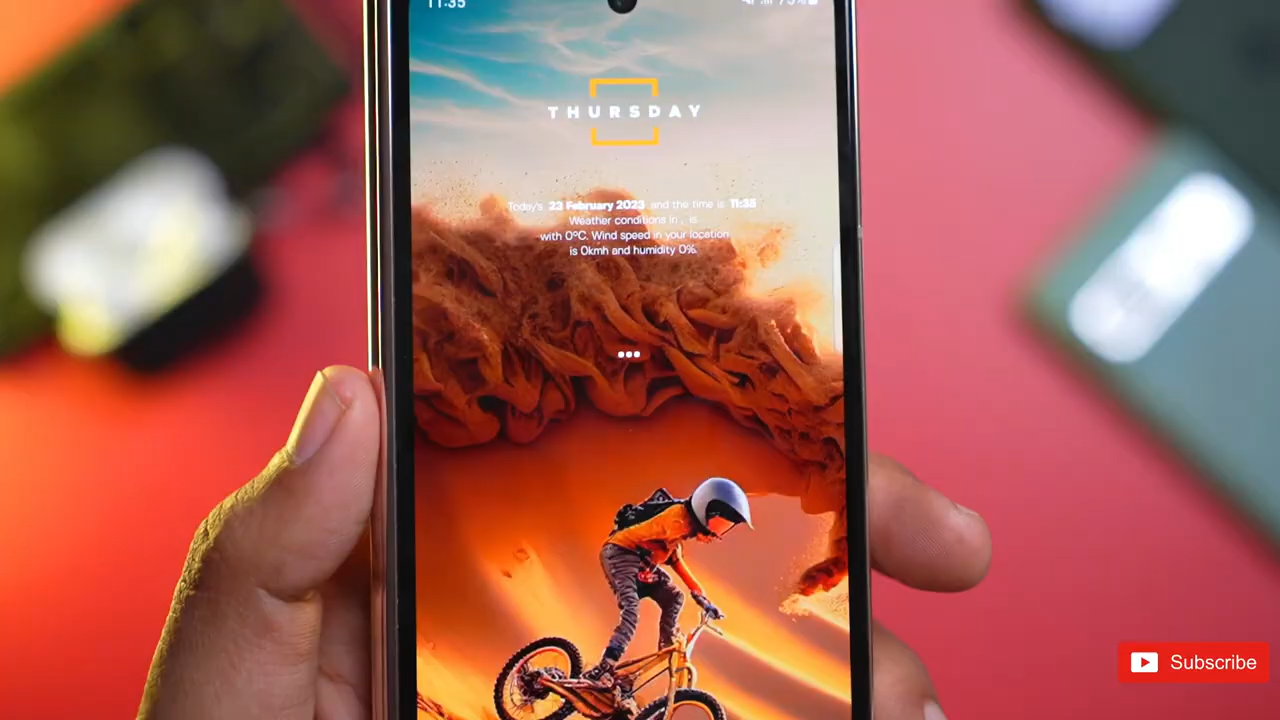 11:35
THURSDAY
Today's 23 February 2023 and the time is 11:35
Weather conditions in , is
with 0ºC. Wind speed in your location
is 0kmh and humidity 0%.
Subscribe